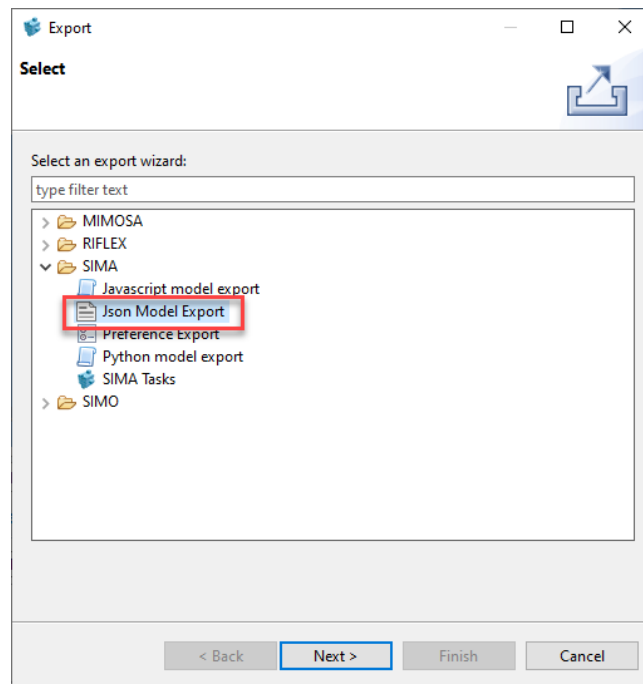 Export
Select
Select an export wizard:
type filter text
MIMOSA
RIFLEX
SIMA
Javascript model export
Json Model Export
Preference Export
Python model export
SIMA Tasks
SIMO
< Back
Next >
Finish
Cancel